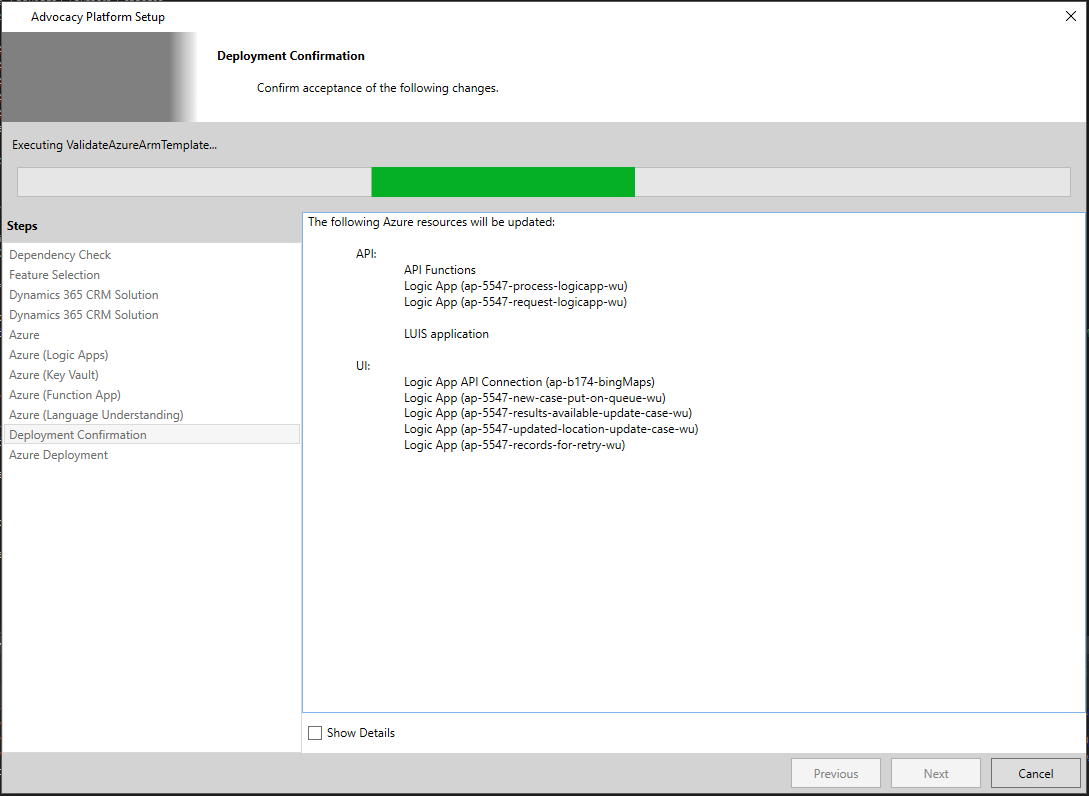 Advocacy Platform Setup
Deployment Confirmation
Confirm acceptance of the following changes.
Executing ValidateAzureArmTemplate...
Steps
Dependency Check
Feature Selection
Dynamics 365 CRM Solution
Dynamics 365 CRM Solution
Azure
Azure (Logic Apps)
Azure (Key Vault)
Azure (Function App)
Azure (Language Understanding)
Deployment Confirmation
Azure Deployment
The following Azure resources will be updated:
API:
API Functions
Logic App (ap-5547-process-logicapp-wu)
Logic App (ap-5547-request-logicapp-wu)
LUIS application
UI:
Logic App API Connection (ap-b174-bingMaps)
Logic App (ap-5547-new-case-put-on-queue-wu)
Logic App (ap-5547-results-available-update-case-wu)
Logic App (ap-5547-updated-location-update-case-wu)
Logic App (ap-5547-records-for-retry-wu)
Show Details
Previous
Next
Cancel